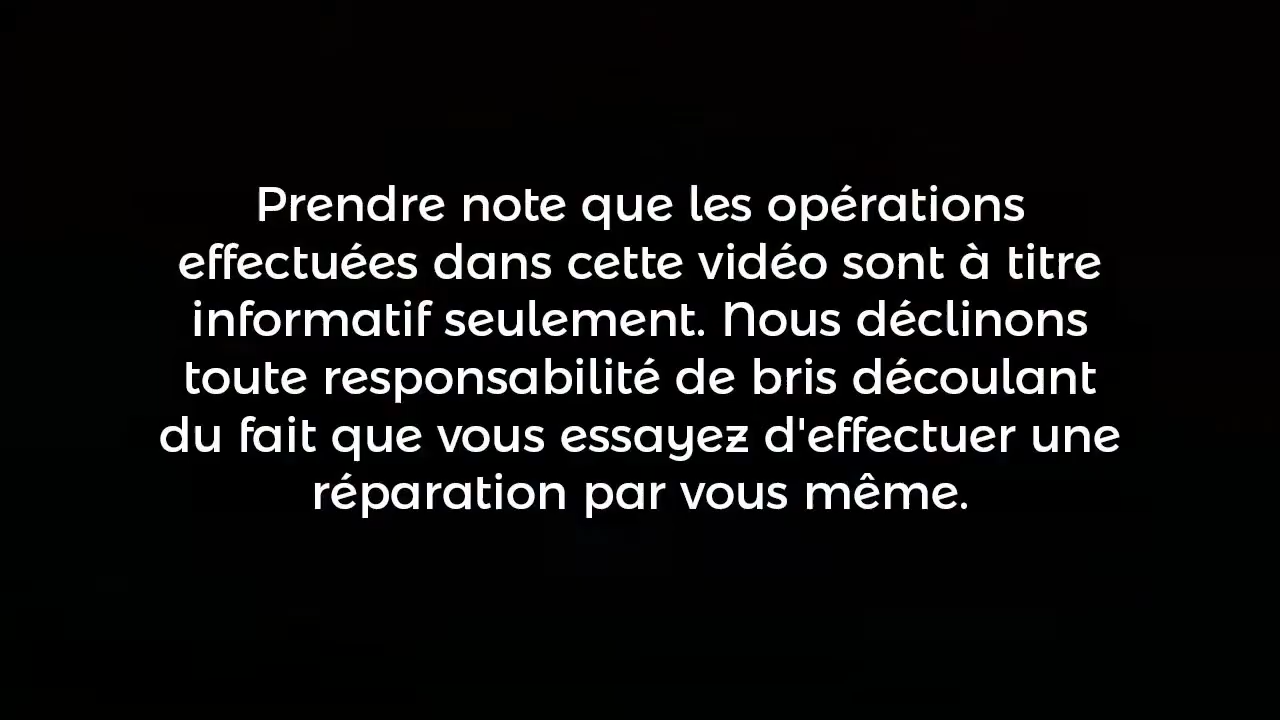 Prendre note que les opérations
effectuées dans cette vidéo sont à titre
informatif seulement. Nous déclinons
toute responsabilité de bris découlant
du fait que vous essayez d'effectuer une
réparation par vous même.